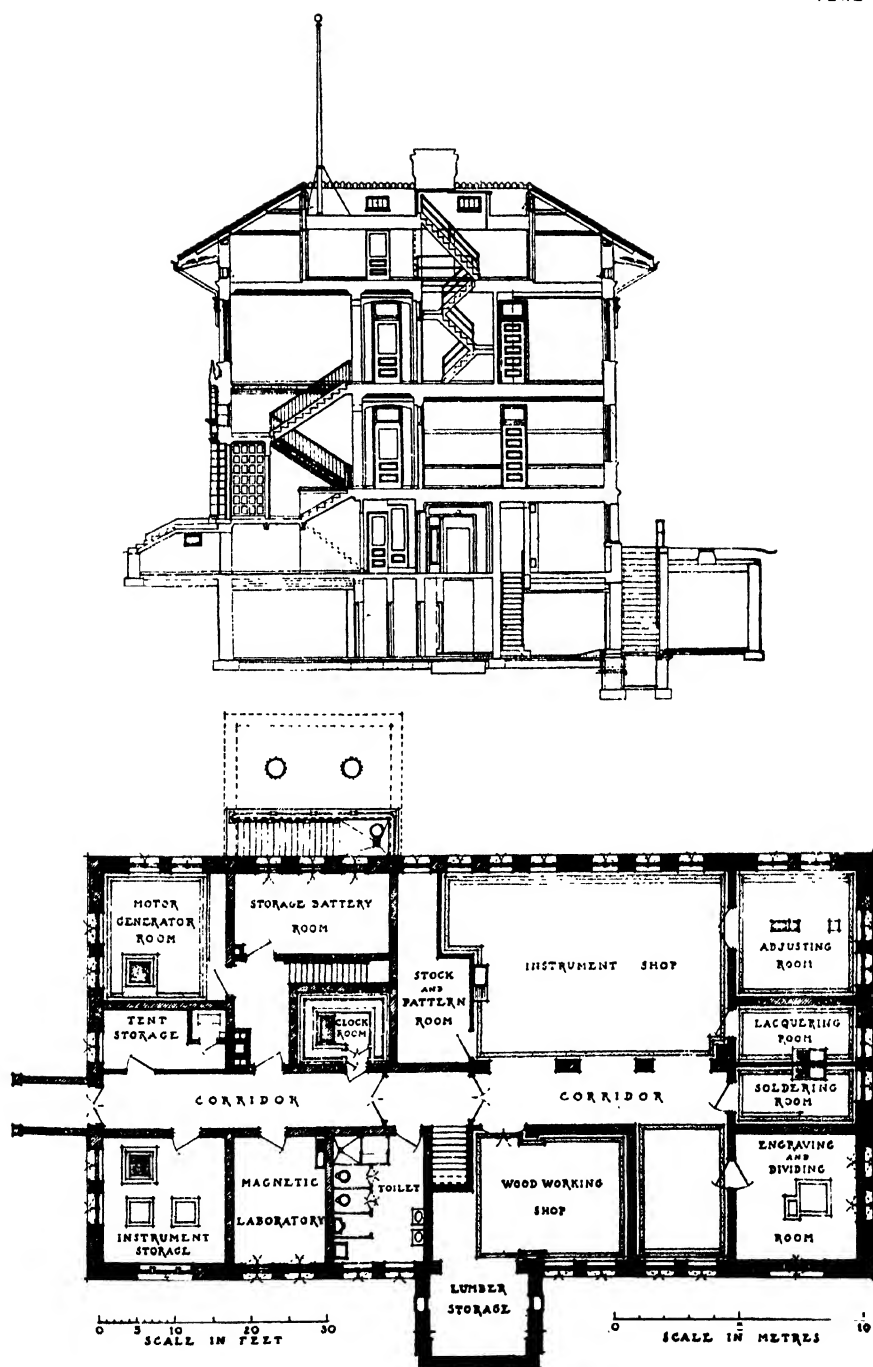 MOTOR
GENERATOR
ROOM
STORAGE BATTERY
ROOM
STOCK
AND
PATTERN
ROOM
INSTRUMENT SHOP
ADJUSTING
ROOM
TENT
STORAGE
CLOCK
ROOM
LACQUERING
ROOM
SOLDERING
ROOM
CORRIDOR
CORRIDOR
INSTRUMENT
STORAGE
MAGNETIC
LABORATORY
TOILET
WOOD WORKING
SHOP
ENGRAVING
AND
DIVIDING
ROOM
LUMBER
STORAGE
0 5 10 20 30
SCALE IN FEET
0 5 10
SCALE IN METRES